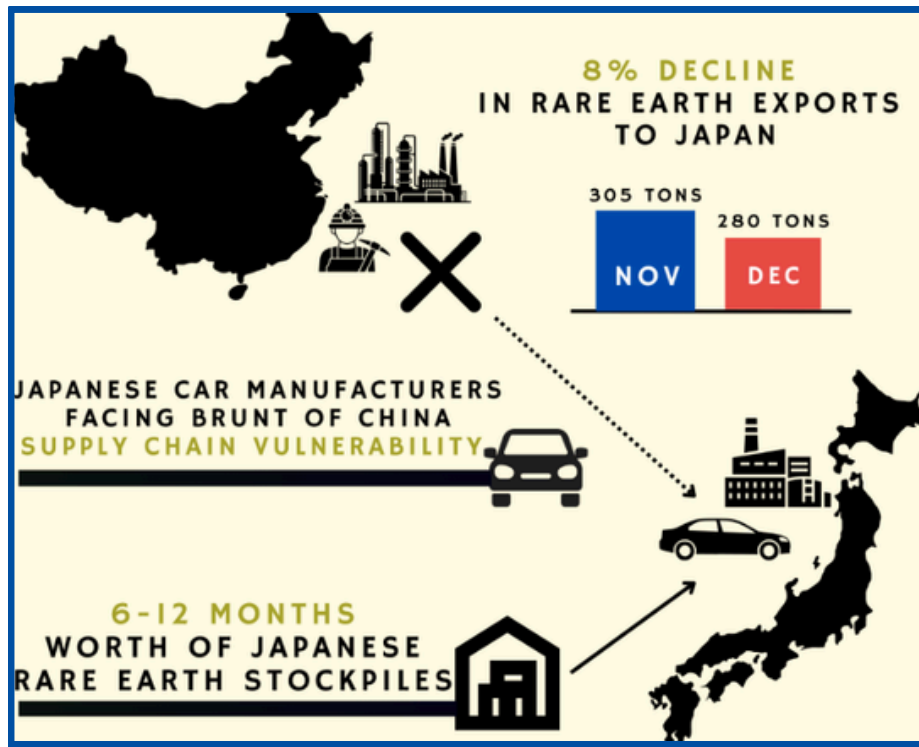 8% DECLINE
IN RARE EARTH EXPORTS
TO JAPAN
305 TONS
280 TONS
NOV
DEC
JAPANESE CAR MANUFACTURERS
FACING BRUNT OF CHINA
SUPPLY CHAIN VULNERABILITY
6-12 MONTHS
WORTH OF JAPANESE
RARE EARTH STOCKPILES